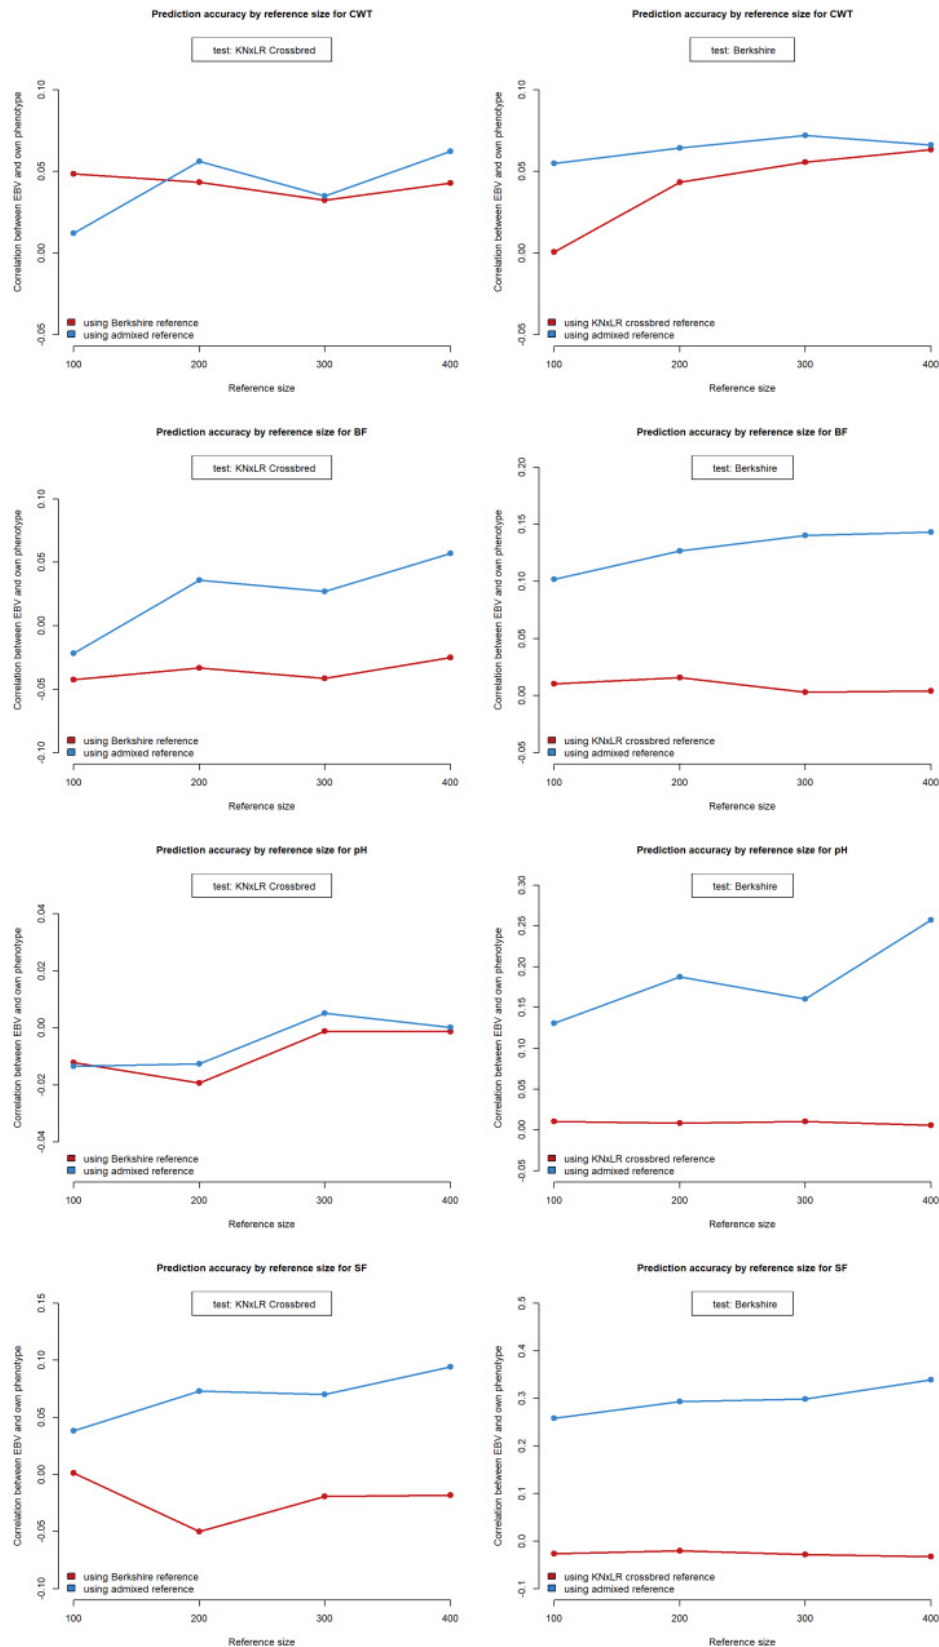 Prediction accuracy by reference size for CWT
test: KNxLR Crossbred
Correlation between EBV and own phenotype
0.10
0.05
0.00
-0.05
using Berkshire reference
using admixed reference
100 200 300 400
Reference size
Prediction accuracy by reference size for CWT
test: Berkshire
Correlation between EBV and own phenotype
0.10
0.05
0.00
-0.05
using KNxLR crossbred reference
using admixed reference
100 200 300 400
Reference size
Prediction accuracy by reference size for BF
test: KNxLR Crossbred
Correlation between EBV and own phenotype
0.10
0.05
0.00
-0.05
-0.10
using Berkshire reference
using admixed reference
100 200 300 400
Reference size
Prediction accuracy by reference size for BF
test: Berkshire
Correlation between EBV and own phenotype
0.20
0.15
0.10
0.05
0.00
-0.05
using KNxLR crossbred reference
using admixed reference
100 200 300 400
Reference size
Prediction accuracy by reference size for pH
test: KNxLR Crossbred
Correlation between EBV and own phenotype
0.04
0.02
0.00
-0.02
-0.04
using Berkshire reference
using admixed reference
100 200 300 400
Reference size
Prediction accuracy by reference size for pH
test: Berkshire
Correlation between EBV and own phenotype
0.30
0.25
0.20
0.15
0.10
0.05
0.00
-0.05
using KNxLR crossbred reference
using admixed reference
100 200 300 400
Reference size
Prediction accuracy by reference size for SF
test: KNxLR Crossbred
Correlation between EBV and own phenotype
0.15
0.10
0.05
0.00
-0.05
-0.10
using Berkshire reference
using admixed reference
100 200 300 400
Reference size
Prediction accuracy by reference size for SF
test: Berkshire
Correlation between EBV and own phenotype
0.5
0.4
0.3
0.2
0.1
0.0
-0.1
using KNxLR crossbred reference
using admixed reference
100 200 300 400
Reference size